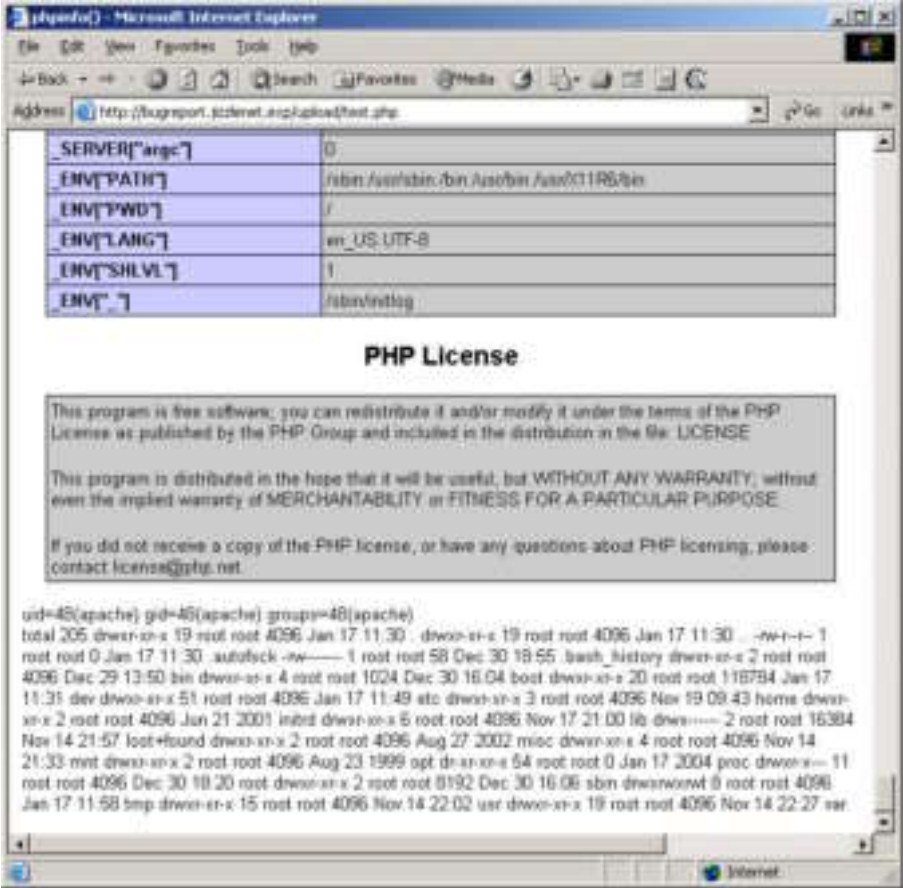 phpinfo() - Microsoft Internet Explorer
File Edit View Favorites Tools Help
Back Search Favorites Media
Address http://bugreport. /upload/test.php Go Links
_SERVER["argc"] 0
_ENV["PATH"] /sbin:/usr/sbin:/bin:/usr/bin:/usr/X11R6/bin
_ENV["PWD"] /
_ENV["LANG"] en_US.UTF-8
_ENV["SHLVL"] 1
_ENV["_"] /sbin/initlog
PHP License
This program is free software; you can redistribute it and/or modify it under the terms of the PHP
License as published by the PHP Group and included in the distribution in the file: LICENSE
This program is distributed in the hope that it will be useful, but WITHOUT ANY WARRANTY; without
even the implied warranty of MERCHANTABILITY or FITNESS FOR A PARTICULAR PURPOSE.
If you did not receive a copy of the PHP license, or have any questions about PHP licensing, please
contact license@php.net.
uid=48(apache) gid=48(apache) groups=48(apache)
total 205 drwxr-xr-x 19 root root 4096 Jan 17 11:30 . drwxr-xr-x 19 root root 4096 Jan 17 11:30 .. -rw-r--r-- 1
root root 0 Jan 17 11:30 .autofsck -rw------- 1 root root 58 Dec 30 18:55 .bash_history drwxr-xr-x 2 root root
4096 Dec 29 13:50 bin drwxr-xr-x 4 root root 1024 Dec 30 16:04 boot drwxr-xr-x 20 root root 118784 Jan 17
11:31 dev drwxr-xr-x 51 root root 4096 Jan 17 11:49 etc drwxr-xr-x 3 root root 4096 Nov 19 09:43 home drwxr-
xr-x 2 root root 4096 Jun 21 2001 initrd drwxr-xr-x 6 root root 4096 Nov 17 21:00 lib drwx------ 2 root root 16384
Nov 14 21:57 lost+found drwxr-xr-x 2 root root 4096 Aug 27 2002 misc drwxr-xr-x 4 root root 4096 Nov 14
21:33 mnt drwxr-xr-x 2 root root 4096 Aug 23 1999 opt dr-xr-xr-x 54 root root 0 Jan 17 2004 proc drwxr-x--- 11
root root 4096 Dec 30 18:20 root drwxr-xr-x 2 root root 8192 Dec 30 16:06 sbin drwxrwxrwt 8 root root 4096
Jan 17 11:58 tmp drwxr-xr-x 15 root root 4096 Nov 14 22:02 usr drwxr-xr-x 19 root root 4096 Nov 14 22:27 var
Internet